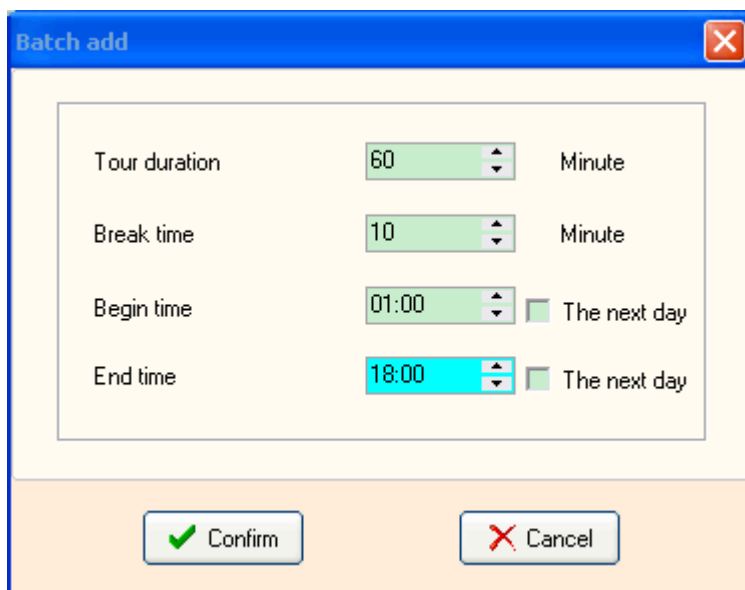 Batch add
Tour duration 60 Minute
Break time 10 Minute
Begin time 01:00 The next day
End time 18:00 The next day
Confirm Cancel